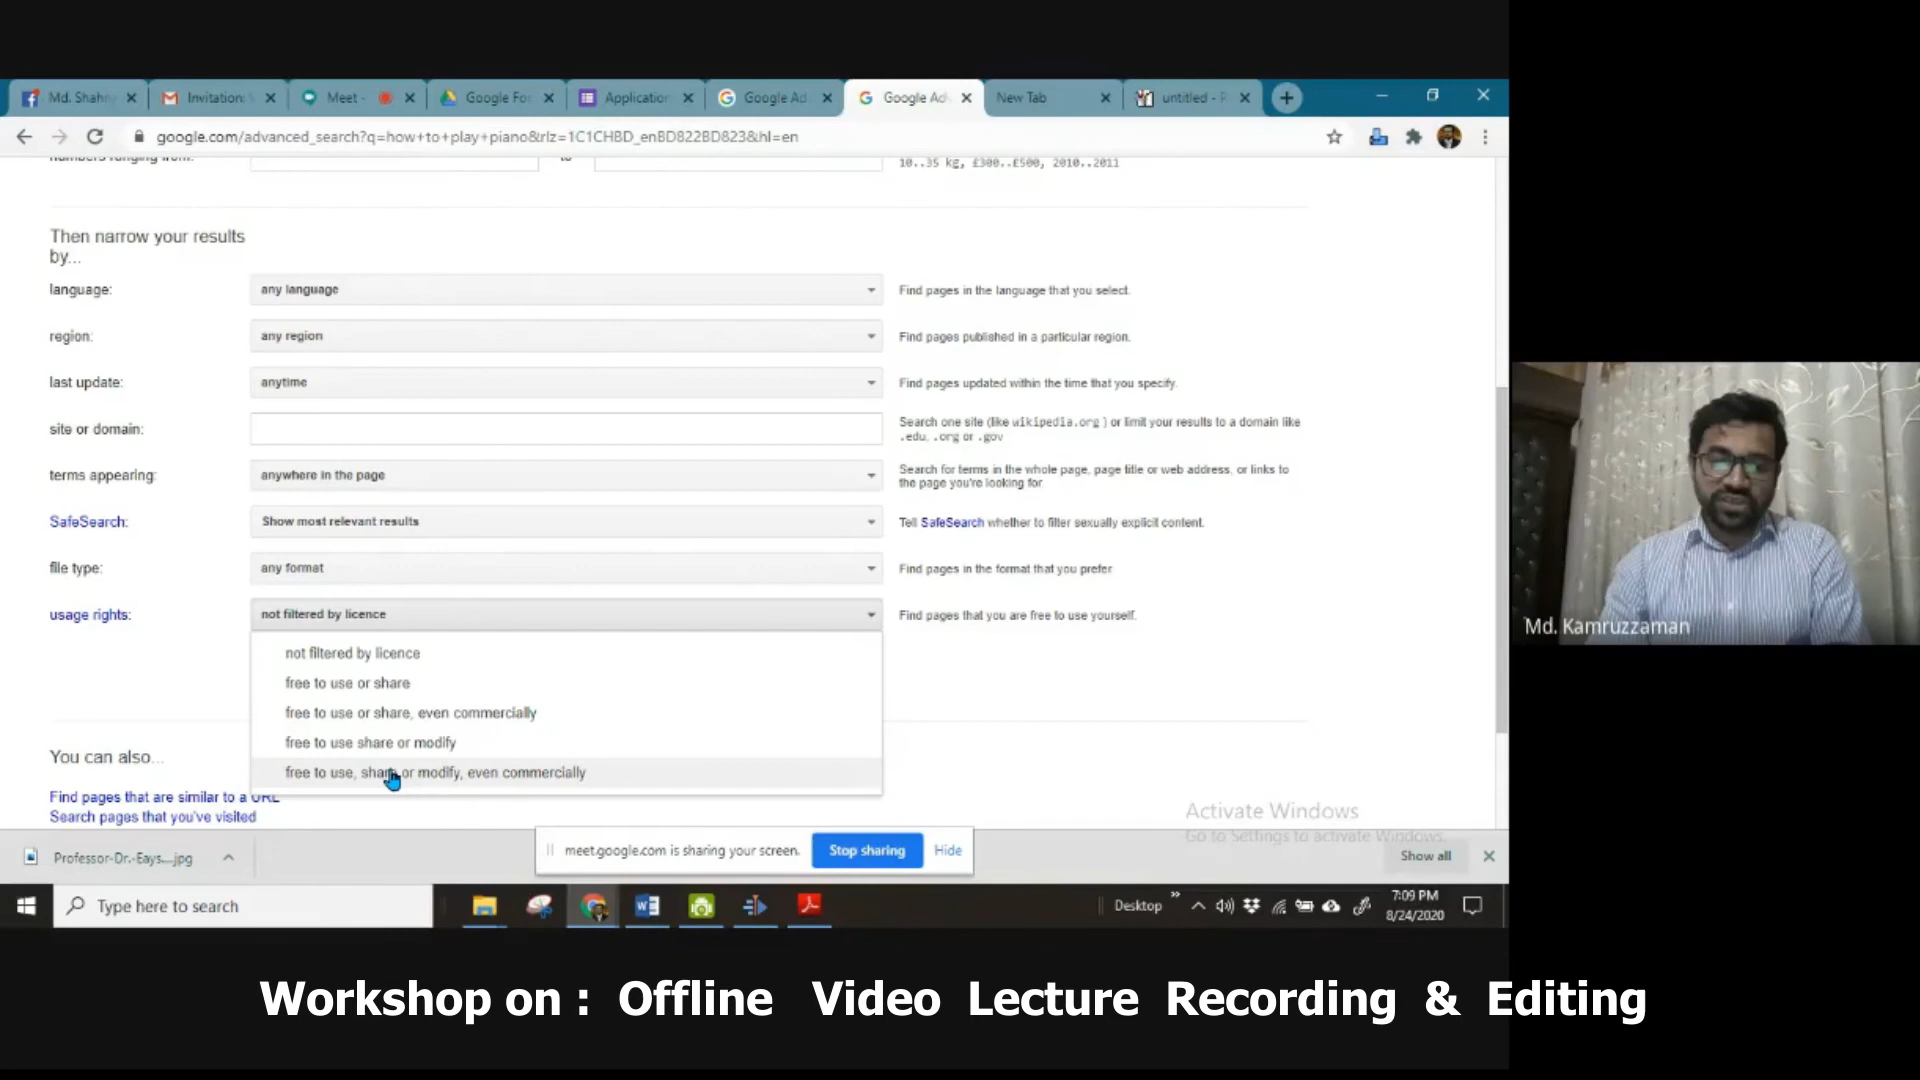 Md. Shahn
Invitation:
Meet -
Google For
Application
Google Ad
Google Ad
New Tab
untitled - P
google.com/advanced_search?q=how+to+play+piano&rlz=1C1CHBD_enBD822BD823&hl=en
numbers ranging from:
to
10..35 kg, £300..£500, 2010..2011
Then narrow your results
by...
language:
any language
Find pages in the language that you select.
region:
any region
Find pages published in a particular region.
last update:
anytime
Find pages updated within the time that you specify.
site or domain:
Search one site (like wikipedia.org ) or limit your results to a domain like
.edu, .org or .gov
terms appearing:
anywhere in the page
Search for terms in the whole page, page title or web address, or links to
the page you're looking for
SafeSearch:
Show most relevant results
Tell SafeSearch whether to filter sexually explicit content.
file type:
any format
Find pages in the format that you prefer
usage rights:
not filtered by licence
Find pages that you are free to use yourself.
not filtered by licence
free to use or share
free to use or share, even commercially
free to use share or modify
free to use, share or modify, even commercially
You can also...
Find pages that are similar to a URL
Search pages that you've visited
Activate Windows
Go to Settings to activate Windows.
Professor-Dr.-Eays....jpg
meet.google.com is sharing your screen.
Stop sharing
Hide
Show all
Type here to search
Desktop
7:09 PM
8/24/2020
Md. Kamruzzaman
Workshop on : Offline Video Lecture Recording & Editing